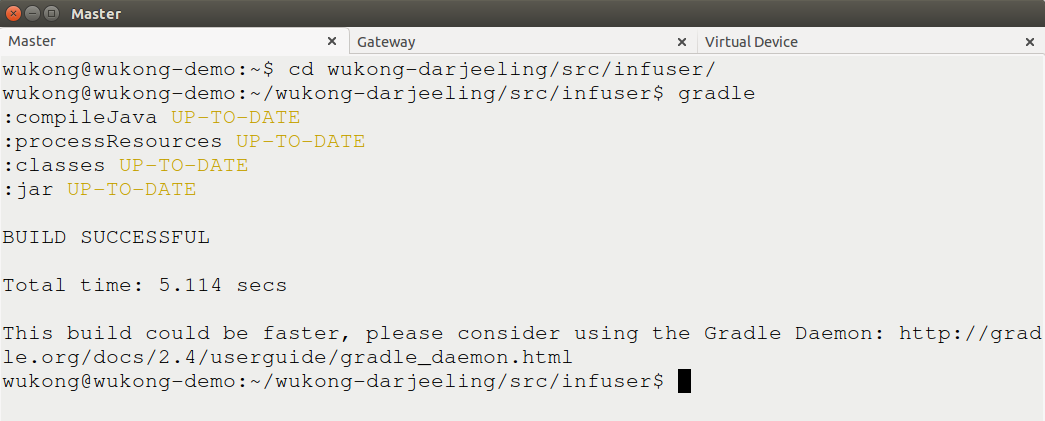 Master
Master
Gateway
Virtual Device
wukong@wukong-demo:~$ cd wukong-darjeeling/src/infuser/
wukong@wukong-demo:~/wukong-darjeeling/src/infuser$ gradle
:compileJava UP-TO-DATE
:processResources UP-TO-DATE
:classes UP-TO-DATE
:jar UP-TO-DATE
BUILD SUCCESSFUL
Total time: 5.114 secs
This build could be faster, please consider using the Gradle Daemon: http://grad
le.org/docs/2.4/userguide/gradle_daemon.html
wukong@wukong-demo:~/wukong-darjeeling/src/infuser$